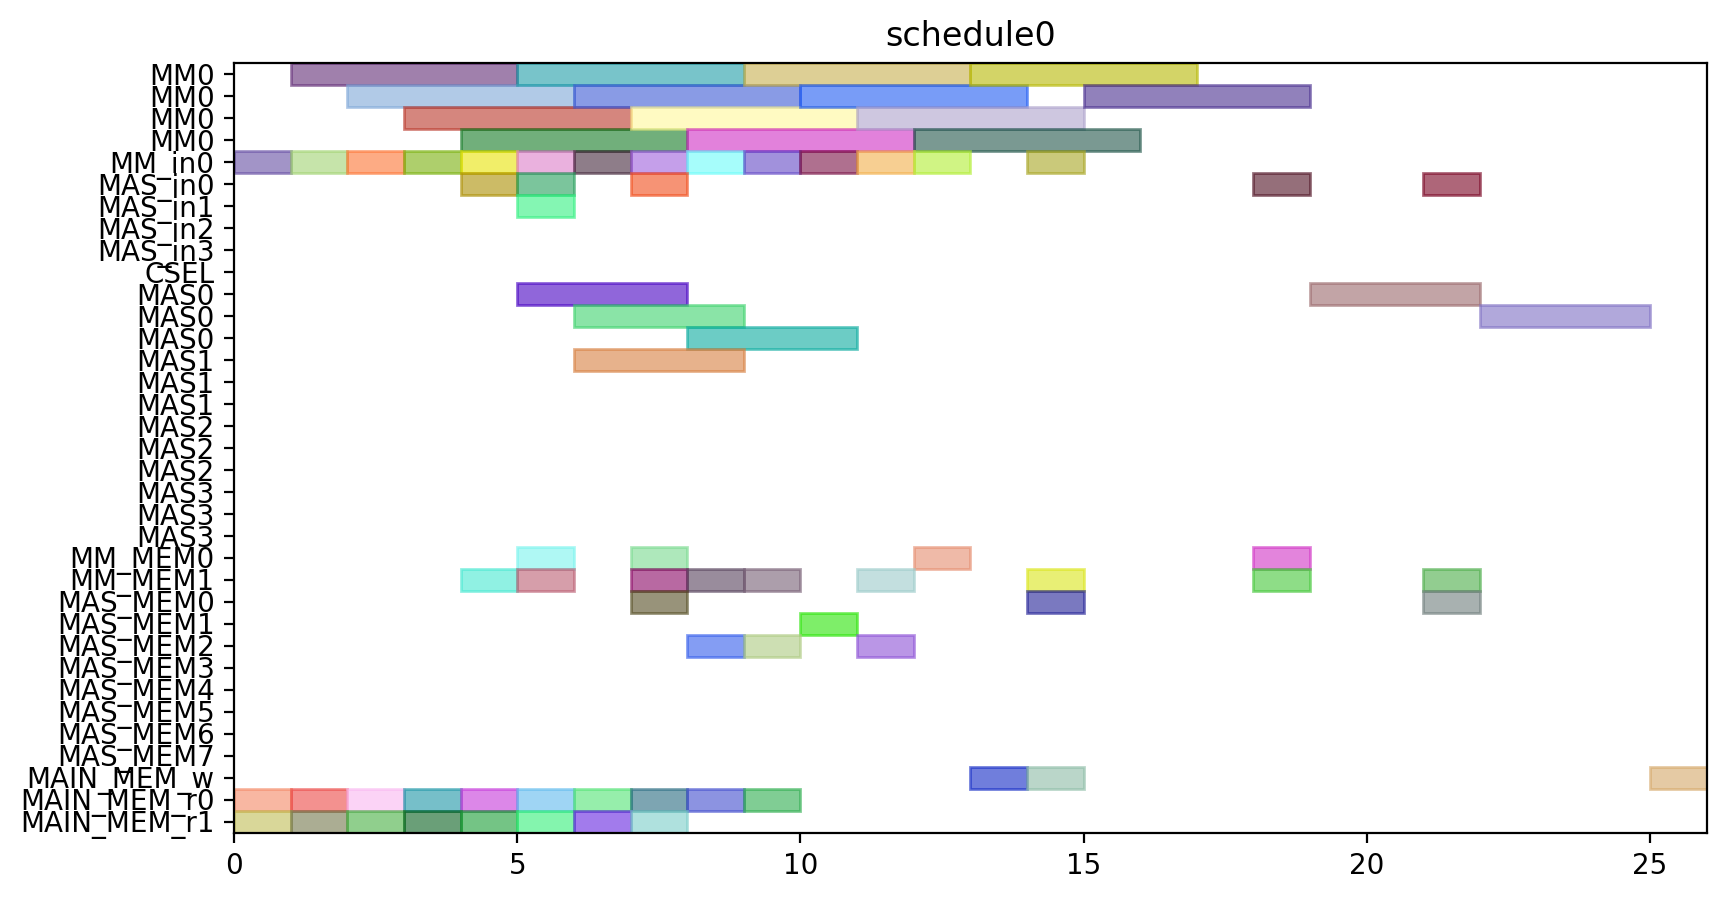 schedule0
MM0
MM0
MM0
MM0
MM_in0
MAS_in0
MAS_in1
MAS_in2
MAS_in3
CSEL
MAS0
MAS0
MAS0
MAS1
MAS1
MAS1
MAS2
MAS2
MAS2
MAS3
MAS3
MAS3
MM_MEM0
MM_MEM1
MAS_MEM0
MAS_MEM1
MAS_MEM2
MAS_MEM3
MAS_MEM4
MAS_MEM5
MAS_MEM6
MAS_MEM7
MAIN_MEM_w
MAIN_MEM_r0
MAIN_MEM_r1
0 5 10 15 20 25